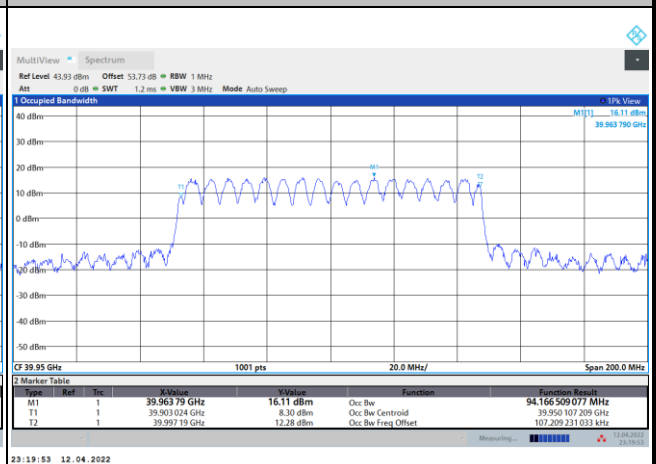 MultiView Spectrum
Ref Level 43.93 dBm Offset 53.73 dB RBW 1 MHz
Att 0 dB SWT 1.2 ms VBW 3 MHz Mode Auto Sweep
1 Occupied Bandwidth 1Pk View
M1[1] 16.11 dBm
39.963 790 GHz
40 dBm
30 dBm
20 dBm
M1
T1
T2
10 dBm
0 dBm
-10 dBm
-20 dBm
-30 dBm
-40 dBm
-50 dBm
CF 39.95 GHz 1001 pts 20.0 MHz/ Span 200.0 MHz
2 Marker Table
Type Ref Trc X-Value Y-Value Function Function Result
M1 1 39.963 79 GHz 16.11 dBm Occ Bw 94.166 509 077 MHz
T1 1 39.903 024 GHz 8.30 dBm Occ Bw Centroid 39.950 107 209 GHz
T2 1 39.997 19 GHz 12.28 dBm Occ Bw Freq Offset 107.209 231 033 kHz
Measuring... 12.04.2022
23:19:53
23:19:53 12.04.2022